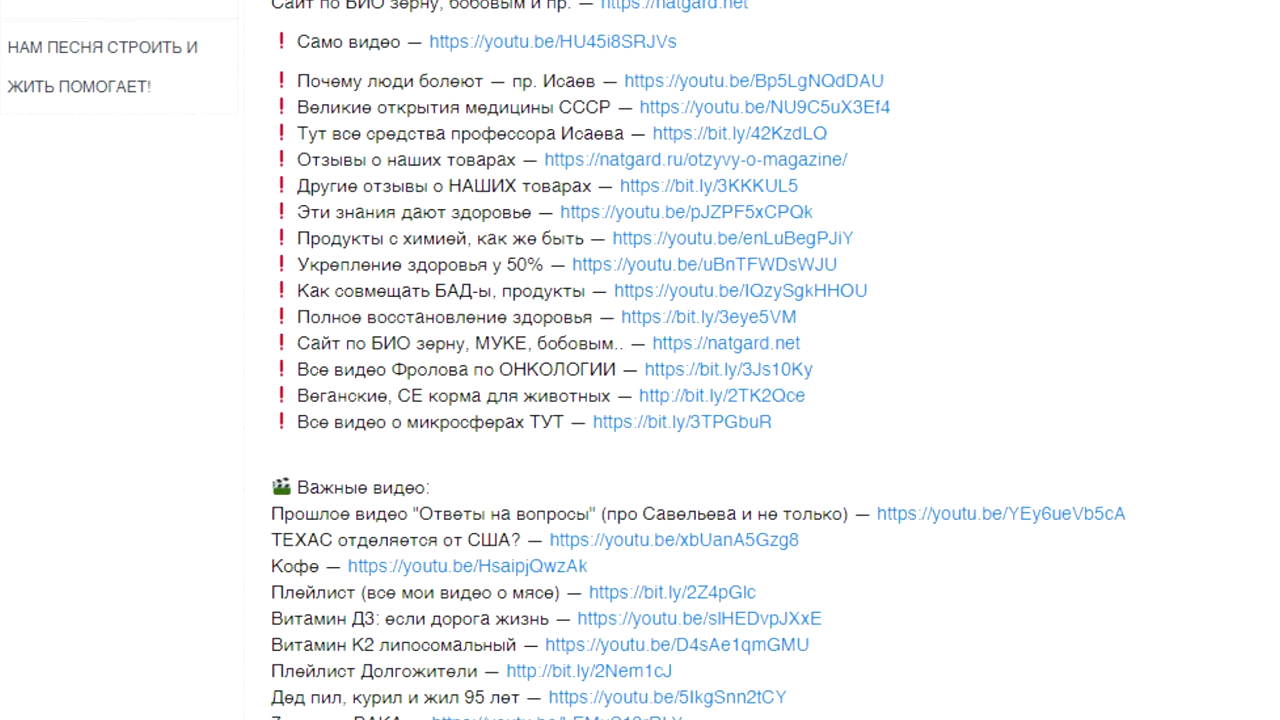 Сайт по БИО зерну, бобовым и пр. — https://natgard.net
НАМ ПЕСНЯ СТРОИТЬ И
ЖИТЬ ПОМОГАЕТ!
❗ Само видео — https://youtu.be/HU45i8SRJVs
❗ Почему люди болеют — пр. Исаев — https://youtu.be/Bp5LgNQdDAU
❗ Великие открытия медицины СССР — https://youtu.be/NU9C5uX3Ef4
❗ Тут все средства профессора Исаева — https://bit.ly/42KzdLQ
❗ Отзывы о наших товарах — https://natgard.ru/otzyvy-o-magazine/
❗ Другие отзывы о НАШИХ товарах — https://bit.ly/3KKKUL5
❗ Эти знания дают здоровье — https://youtu.be/pJZPF5xCPQk
❗ Продукты с химией, как же быть — https://youtu.be/enLuBegPJiY
❗ Укрепление здоровья у 50% — https://youtu.be/uBnTFWDsWJU
❗ Как совмещать БАД-ы, продукты — https://youtu.be/IQzySgkHHOU
❗ Полное восстановление здоровья — https://bit.ly/3eye5VM
❗ Сайт по БИО зерну, МУКЕ, бобовым.. — https://natgard.net
❗ Все видео Фролова по ОНКОЛОГИИ — https://bit.ly/3Js10Ky
❗ Веганские, СЕ корма для животных — http://bit.ly/2TK2Qce
❗ Все видео о микросферах ТУТ — https://bit.ly/3TPGbuR
🎬 Важные видео:
Прошлое видео "Ответы на вопросы" (про Савельева и не только) — https://youtu.be/YEy6ueVb5cA
ТЕХАС отделяется от США? — https://youtu.be/xbUanA5Gzg8
Кофе — https://youtu.be/HsaipjQwzAk
Плейлист (все мои видео о мясе) — https://bit.ly/2Z4pGIc
Витамин Д3: если дорога жизнь — https://youtu.be/sIHEDvpJXxE
Витамин К2 липосомальный — https://youtu.be/D4sAe1qmGMU
Плейлист Долгожители — http://bit.ly/2Nem1cJ
Дед пил, курил и жил 95 лет — https://youtu.be/5IkgSnn2tCY